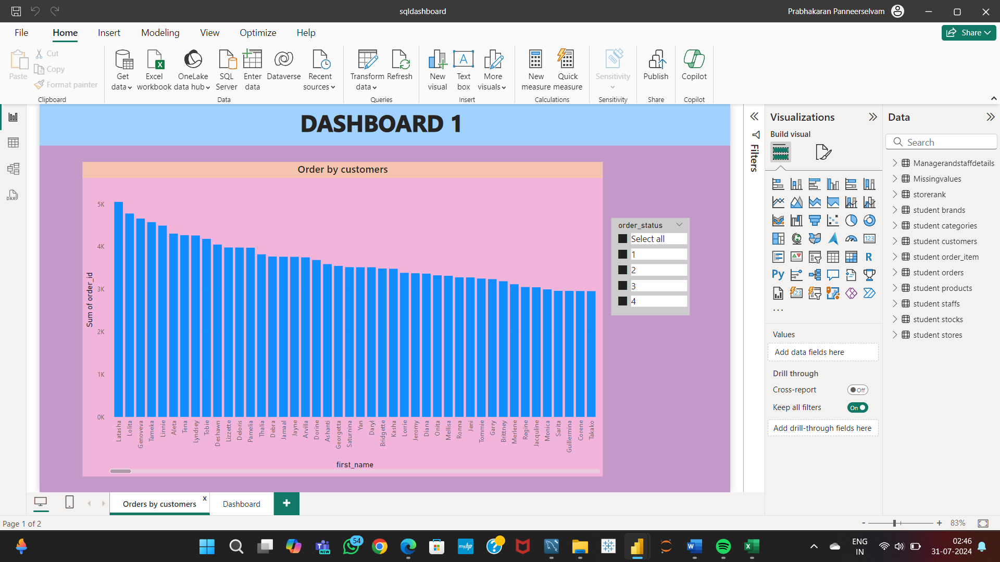 sqldashboard
Prabhakaran Panneerselvam
File Home Insert Modeling View Optimize Help
Share
Paste
Cut
Copy
Format painter
Clipboard
Get data
Excel workbook
OneLake data hub
SQL Server
Enter data
Dataverse
Recent sources
Data
Transform data
Refresh
Queries
New visual
Text box
More visuals
Insert
New measure
Quick measure
Calculations
Sensitivity
Sensitivity
Publish
Share
Copilot
Copilot
DAX
DASHBOARD 1
Order by customers
Sum of order_id
5K
4K
3K
2K
1K
0K
Latasha
Lolita
Genoveva
Tameka
Linnie
Aleta
Tena
Lyndsey
Tobie
Deshawn
Lizzette
Deloris
Pamelia
Thalia
Debra
Jamaal
Jayne
Arvilla
Dorine
Ashanti
Georgetta
Saturnina
Yan
Daryl
Bridgette
Kasha
Lorrie
Jeromy
Diana
Onita
Mellisa
Ronna
Jeni
Tommie
Garry
Brittney
Merlene
Regine
Jacquline
Monica
Sarita
Guillermina
Corene
Takako
first_name
order_status
Select all
1
2
3
4
Filters
Visualizations
Build visual
123
R
Py
123
...
Values
Add data fields here
Drill through
Cross-report
Off
Keep all filters
On
Add drill-through fields here
Data
Search
Managerandstaffdetails
Missingvalues
storerank
student brands
student categories
student customers
student order_item
student orders
student products
student staffs
student stocks
student stores
Orders by customers
x
Dashboard
+
Page 1 of 2
- + 83%
NEW
54
myhp
ENG
IN
02:46
31-07-2024